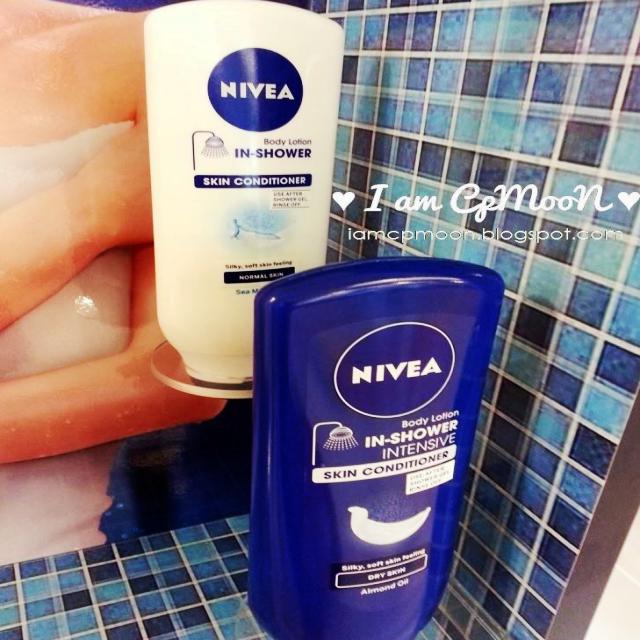 NIVEA
Body Lotion
IN-SHOWER
SKIN CONDITIONER
USE AFTER
SHOWER GEL,
RINSE OFF.
Silky, soft skin feeling
NORMAL SKIN
Sea
♥ I am CpMooN ♥
iamcpmoon.blogspot.com
NIVEA
Body Lotion
IN-SHOWER
INTENSIVE
SKIN CONDITIONER
USE AFTER
SHOWER GEL,
RINSE OFF.
Silky, soft skin feeling
DRY SKIN
Almond Oil